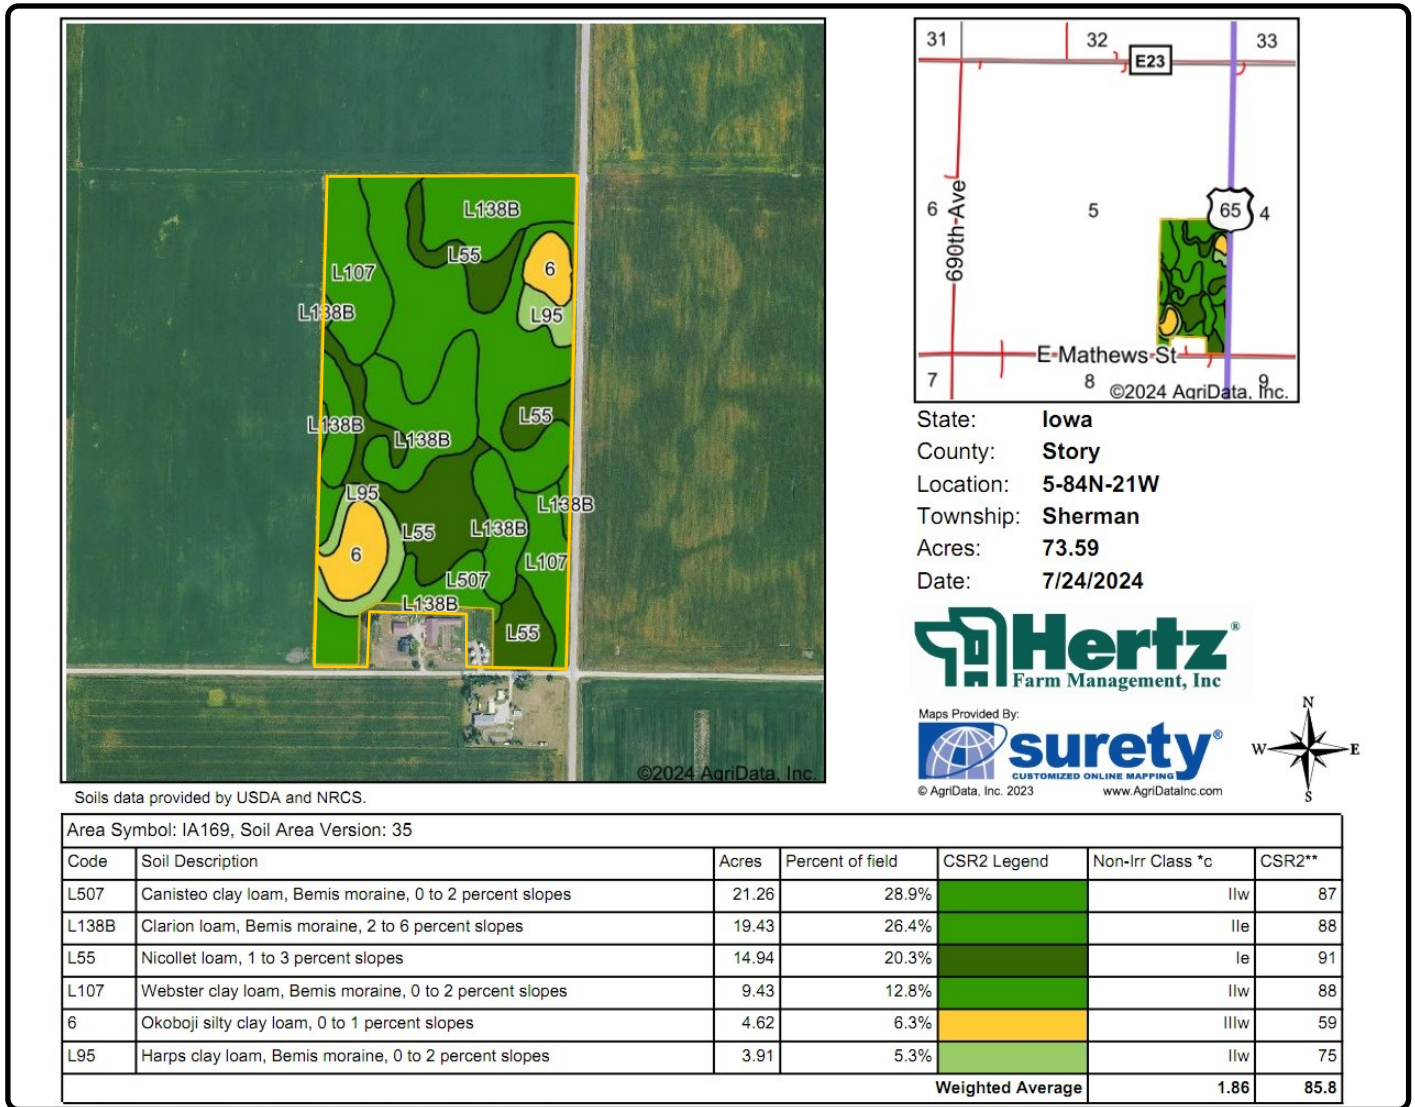 L138B
L55
6
L107
L138B
L95
L55
L138B
L138B
L95
L138B
L55
L138B
6
L107
L507
L138B
L55
©2024 AgriData, Inc.
31
32
33
E23
6
690th Ave
5
65
4
E Mathews St
7
8
9
©2024 AgriData, Inc.
State: Iowa
County: Story
Location: 5-84N-21W
Township: Sherman
Acres: 73.59
Date: 7/24/2024
Hertz®
Farm Management, Inc
Maps Provided By:
surety®
CUSTOMIZED ONLINE MAPPING
© AgriData, Inc. 2023 www.AgriDataInc.com
N
W E
S
Soils data provided by USDA and NRCS.
Area Symbol: IA169, Soil Area Version: 35
Code Soil Description Acres Percent of field CSR2 Legend Non-Irr Class *c CSR2**
L507 Canisteo clay loam, Bemis moraine, 0 to 2 percent slopes 21.26 28.9% IIw 87
L138B Clarion loam, Bemis moraine, 2 to 6 percent slopes 19.43 26.4% IIe 88
L55 Nicollet loam, 1 to 3 percent slopes 14.94 20.3% Ie 91
L107 Webster clay loam, Bemis moraine, 0 to 2 percent slopes 9.43 12.8% IIw 88
6 Okoboji silty clay loam, 0 to 1 percent slopes 4.62 6.3% IIIw 59
L95 Harps clay loam, Bemis moraine, 0 to 2 percent slopes 3.91 5.3% IIw 75
Weighted Average 1.86 85.8